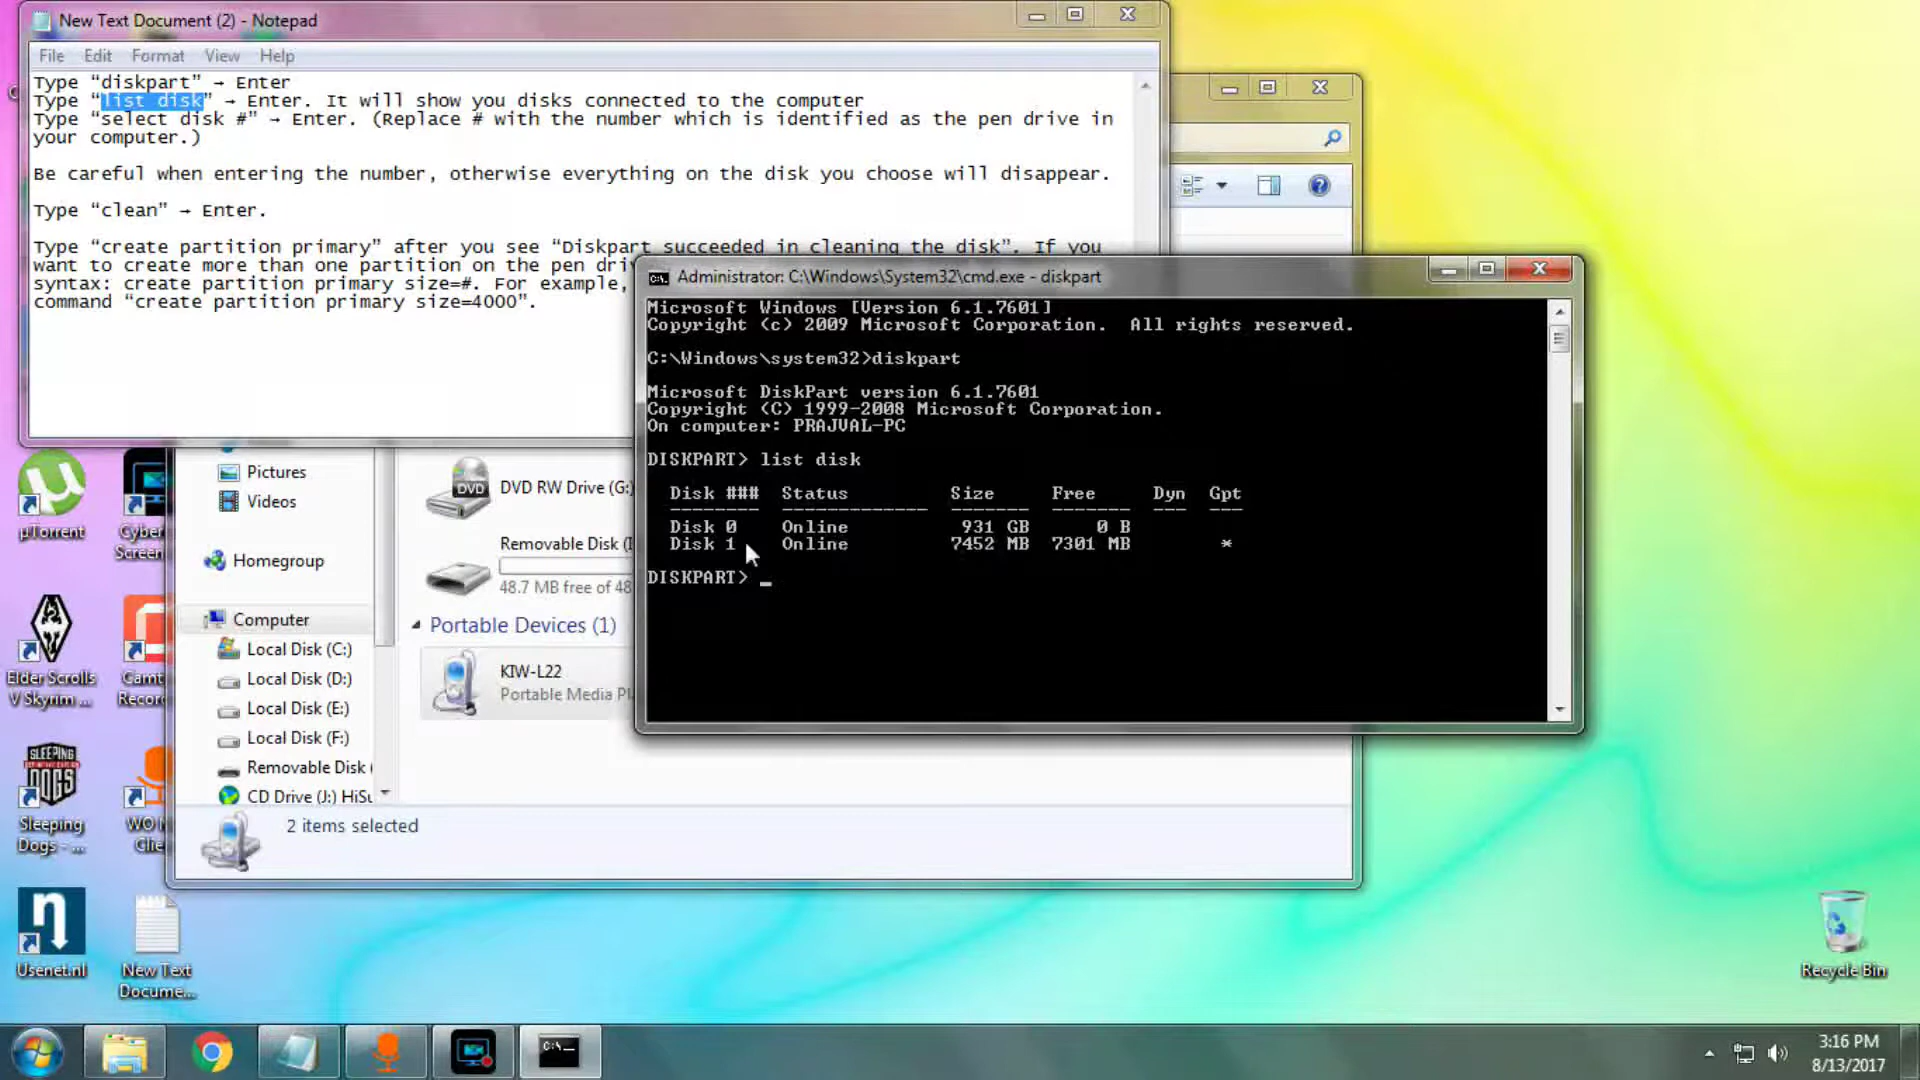 New Text Document (2) - Notepad
File Edit Format View Help
Type “diskpart” → Enter
Type “list disk” → Enter. It will show you disks connected to the computer
Type “select disk #” → Enter. (Replace # with the number which is identified as the pen drive in
your computer.)
Be careful when entering the number, otherwise everything on the disk you choose will disappear.
Type “clean” → Enter.
Type “create partition primary” after you see “Diskpart succeeded in cleaning the disk”. If you
want to create more than one partition on the pen driv
syntax: create partition primary size=#. For example,
command “create partition primary size=4000”.
Administrator: C:\Windows\System32\cmd.exe - diskpart
Microsoft Windows [Version 6.1.7601]
Copyright (c) 2009 Microsoft Corporation.  All rights reserved.
C:\Windows\system32>diskpart
Microsoft DiskPart version 6.1.7601
Copyright (C) 1999-2008 Microsoft Corporation.
On computer: PRAJVAL-PC
DISKPART> list disk
Disk ###  Status  Size  Free  Dyn  Gpt
--------  -------------  -------  -------  ---  ---
Disk 0  Online  931 GB  0 B
Disk 1  Online  7452 MB  7301 MB  *
DISKPART> _
Pictures
Videos
Homegroup
Computer
Local Disk (C:)
Local Disk (D:)
Local Disk (E:)
Local Disk (F:)
Removable Disk (
CD Drive (J:) HiSu
DVD
DVD RW Drive (G:)
Removable Disk (I
48.7 MB free of 48
Portable Devices (1)
KIW-L22
Portable Media Pl
2 items selected
µTorrent
Cyber
Screen
Elder Scrolls
V Skyrim ...
Camt
Recor
SLEEPING
DOGS
Sleeping
Dogs - ...
WO
Clie
Usenet.nl
New Text
Docume...
Recycle Bin
C:\_
3:16 PM
8/13/2017